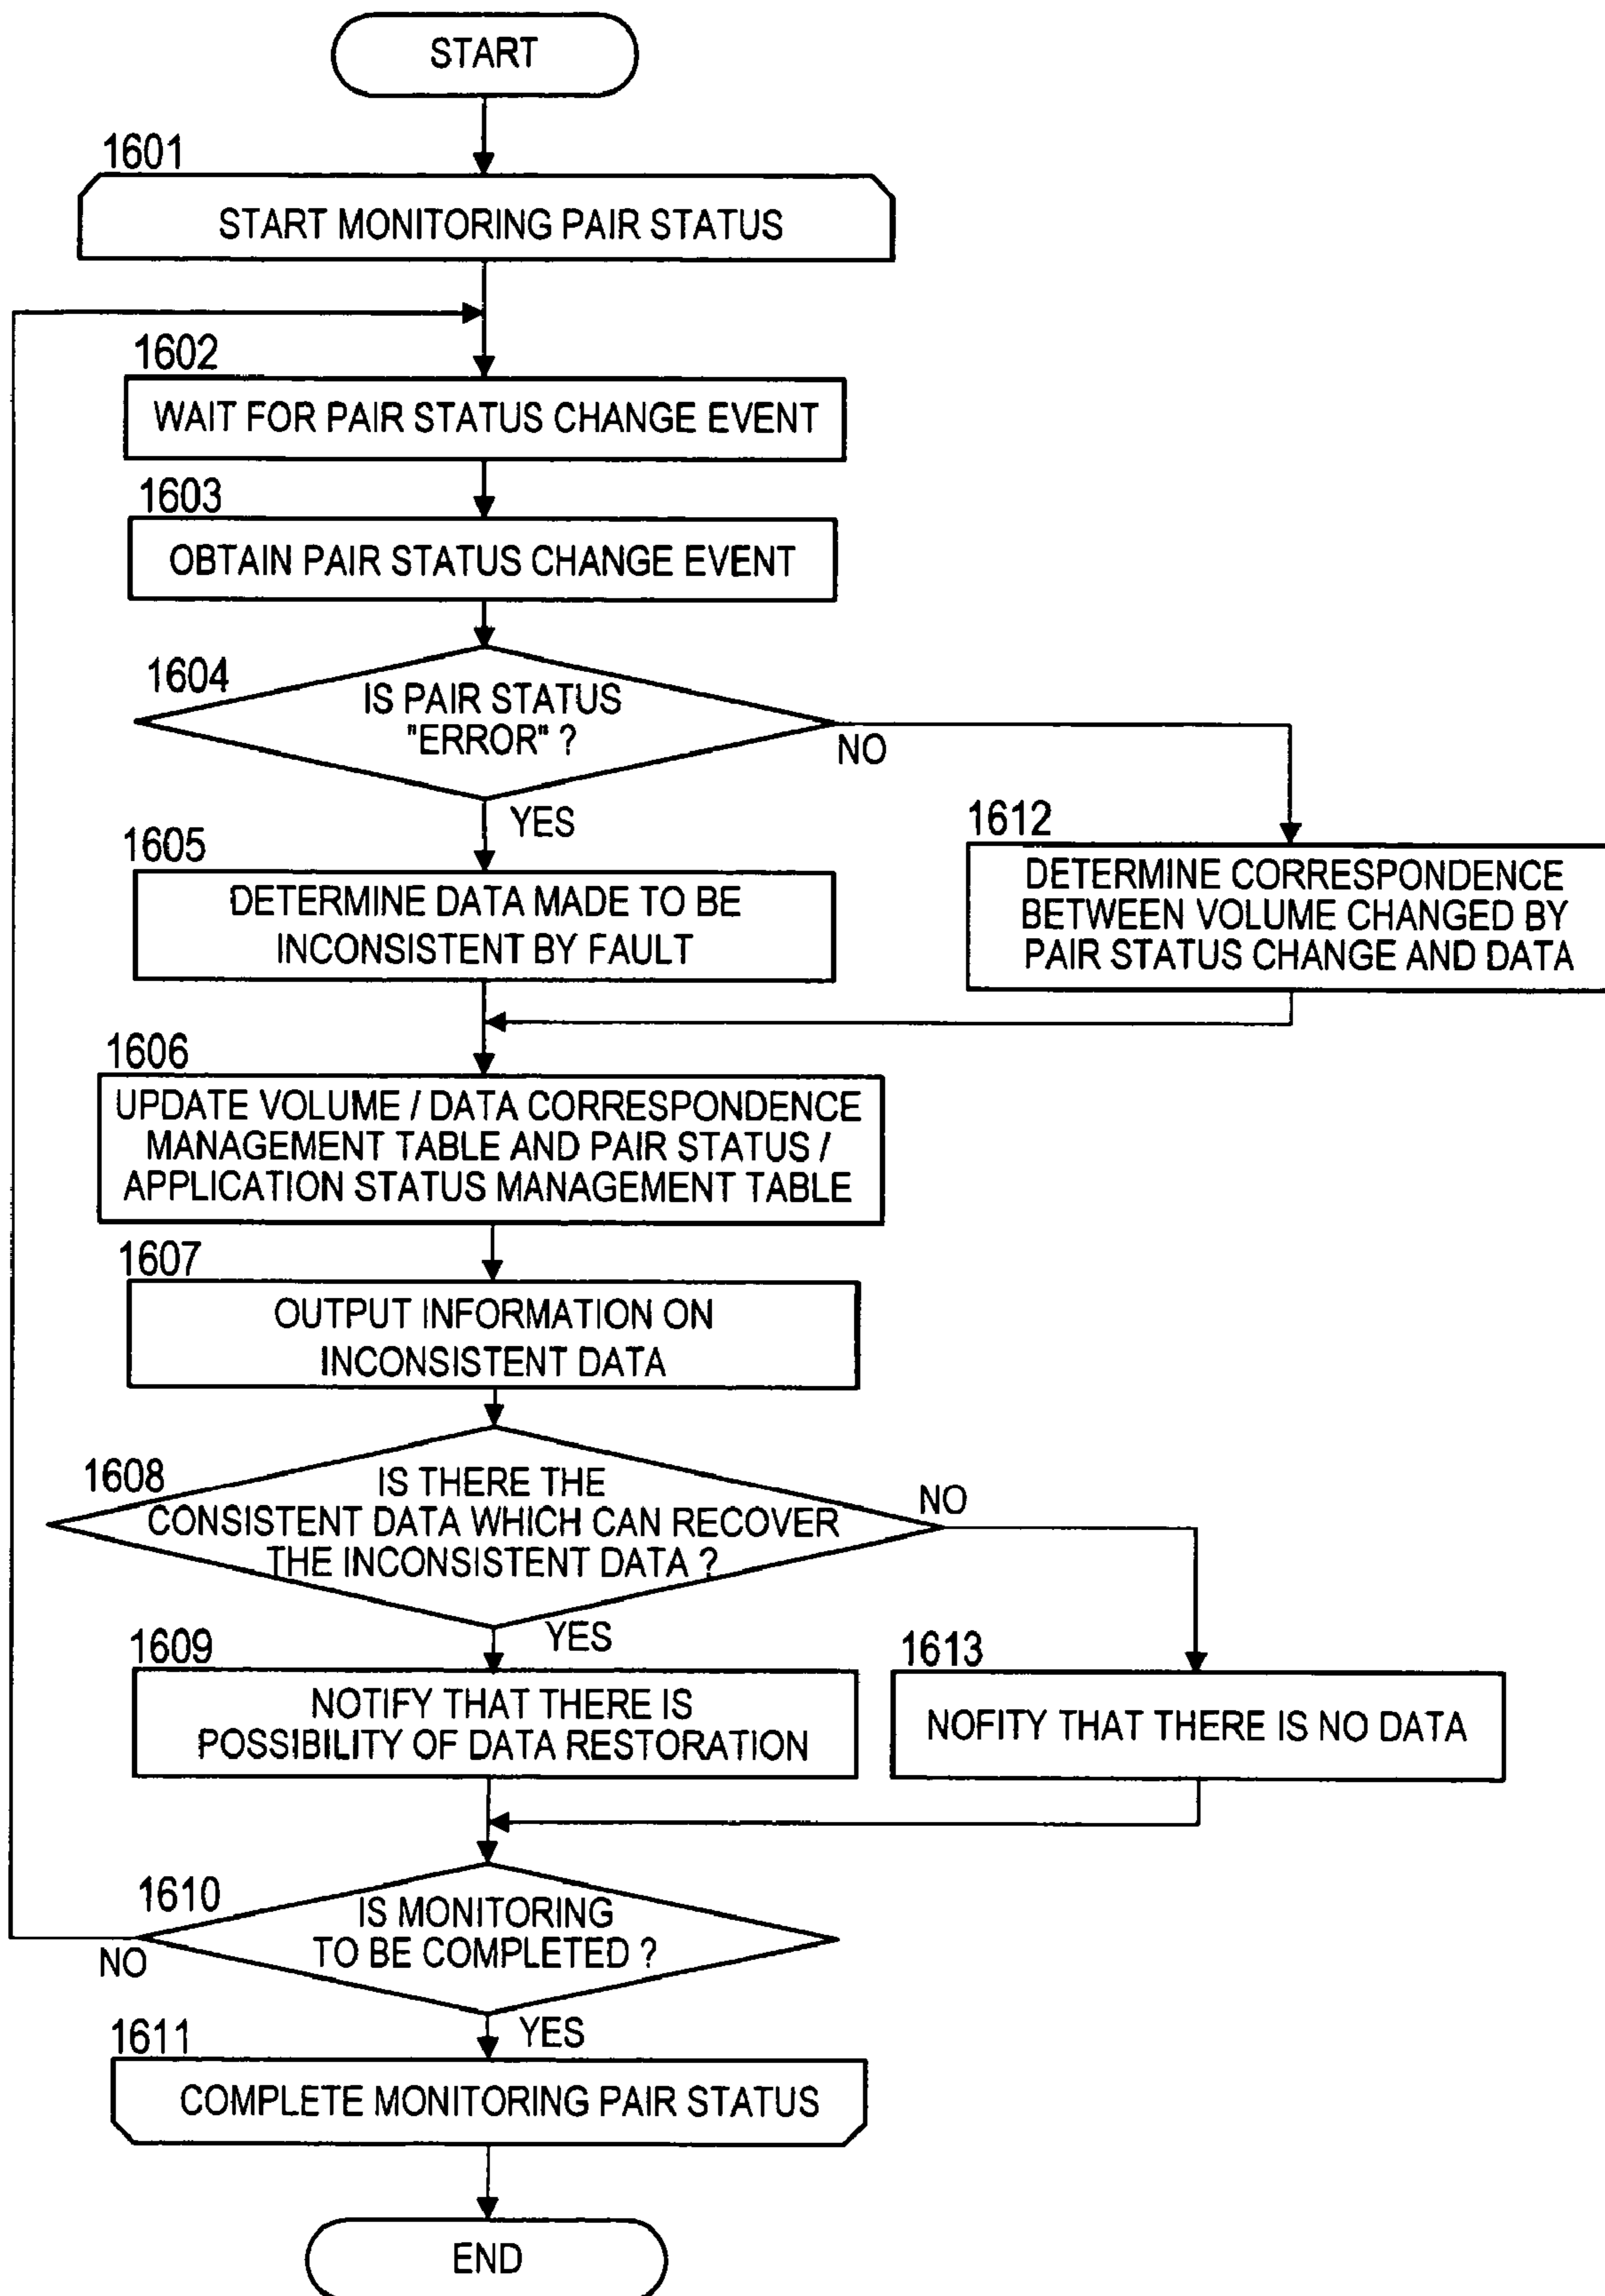 START
1601
START MONITORING PAIR STATUS
1602
WAIT FOR PAIR STATUS CHANGE EVENT
1603
OBTAIN PAIR STATUS CHANGE EVENT
1604
IS PAIR STATUS
"ERROR" ?
NO
YES
1605
DETERMINE DATA MADE TO BE
INCONSISTENT BY FAULT
1612
DETERMINE CORRESPONDENCE
BETWEEN VOLUME CHANGED BY
PAIR STATUS CHANGE AND DATA
1606
UPDATE VOLUME / DATA CORRESPONDENCE
MANAGEMENT TABLE AND PAIR STATUS /
APPLICATION STATUS MANAGEMENT TABLE
1607
OUTPUT INFORMATION ON
INCONSISTENT DATA
1608
IS THERE THE
CONSISTENT DATA WHICH CAN RECOVER
THE INCONSISTENT DATA ?
NO
YES
1609
NOTIFY THAT THERE IS
POSSIBILITY OF DATA RESTORATION
1613
NOFITY THAT THERE IS NO DATA
1610
IS MONITORING
TO BE COMPLETED ?
NO
YES
1611
COMPLETE MONITORING PAIR STATUS
END